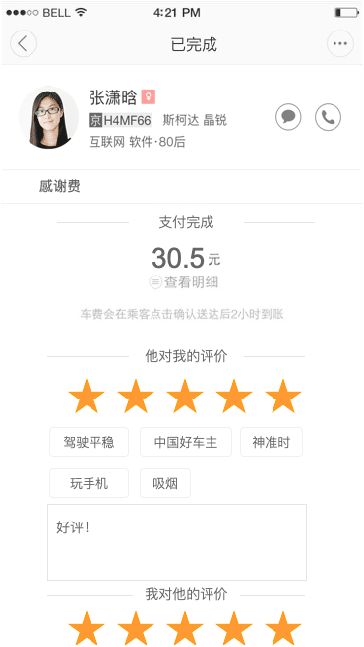 BELL 4:21 PM
已完成
张潇晗
京H4MF66 斯柯达 晶锐
互联网 软件·80后
感谢费
支付完成
30.5元
查看明细
车费会在乘客点击确认送达后2小时到账
他对我的评价
驾驶平稳 中国好车主 神准时
玩手机 吸烟
好评！
我对他的评价